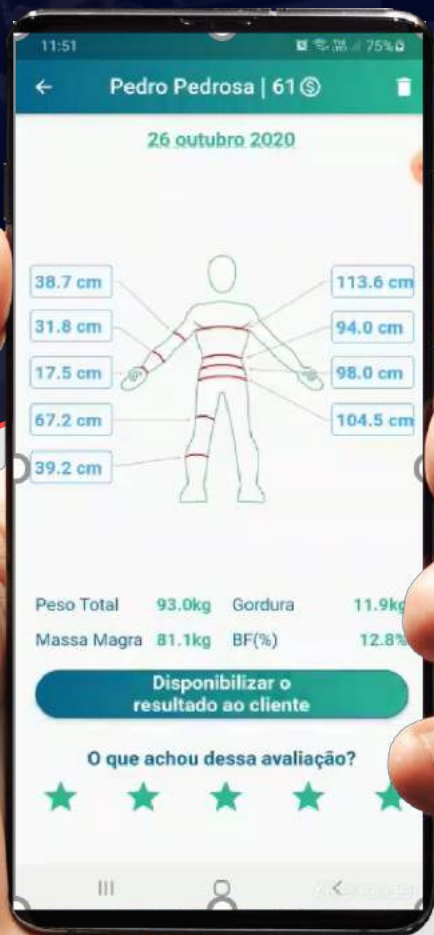 11:51
75%
Pedro Pedrosa | 61
26 outubro 2020
38.7 cm
113.6 cm
31.8 cm
94.0 cm
17.5 cm
98.0 cm
67.2 cm
104.5 cm
39.2 cm
Peso Total 93.0kg Gordura 11.9kg
Massa Magra 81.1kg BF(%) 12.8%
Disponibilizar o
resultado ao cliente
O que achou dessa avaliação?